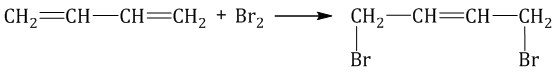 CH₂=CH—CH=CH₂ + Br₂ ⟶ CH₂—CH=CH—CH₂
Br Br